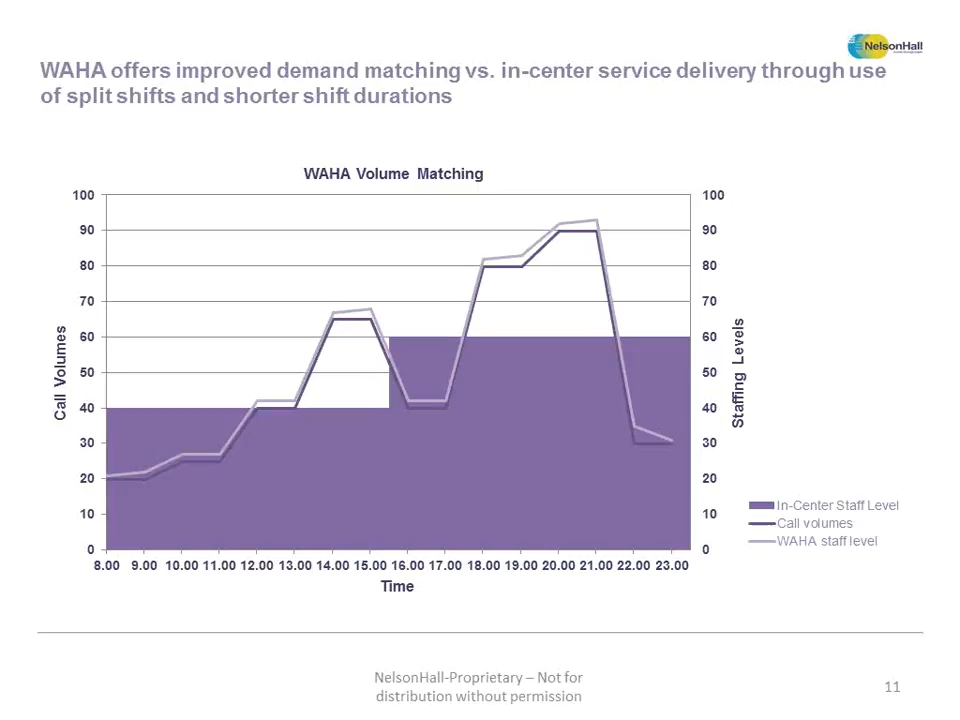 NelsonHall
WAHA offers improved demand matching vs. in-center service delivery through use
of split shifts and shorter shift durations
WAHA Volume Matching
100
90
80
70
60
50
40
30
20
10
0
Call Volumes
100
90
80
70
60
50
40
30
20
10
0
Staffing Levels
8.00 9.00 10.00 11.00 12.00 13.00 14.00 15.00 16.00 17.00 18.00 19.00 20.00 21.00 22.00 23.00
Time
In-Center Staff Level
Call volumes
WAHA staff level
NelsonHall-Proprietary – Not for
distribution without permission
11